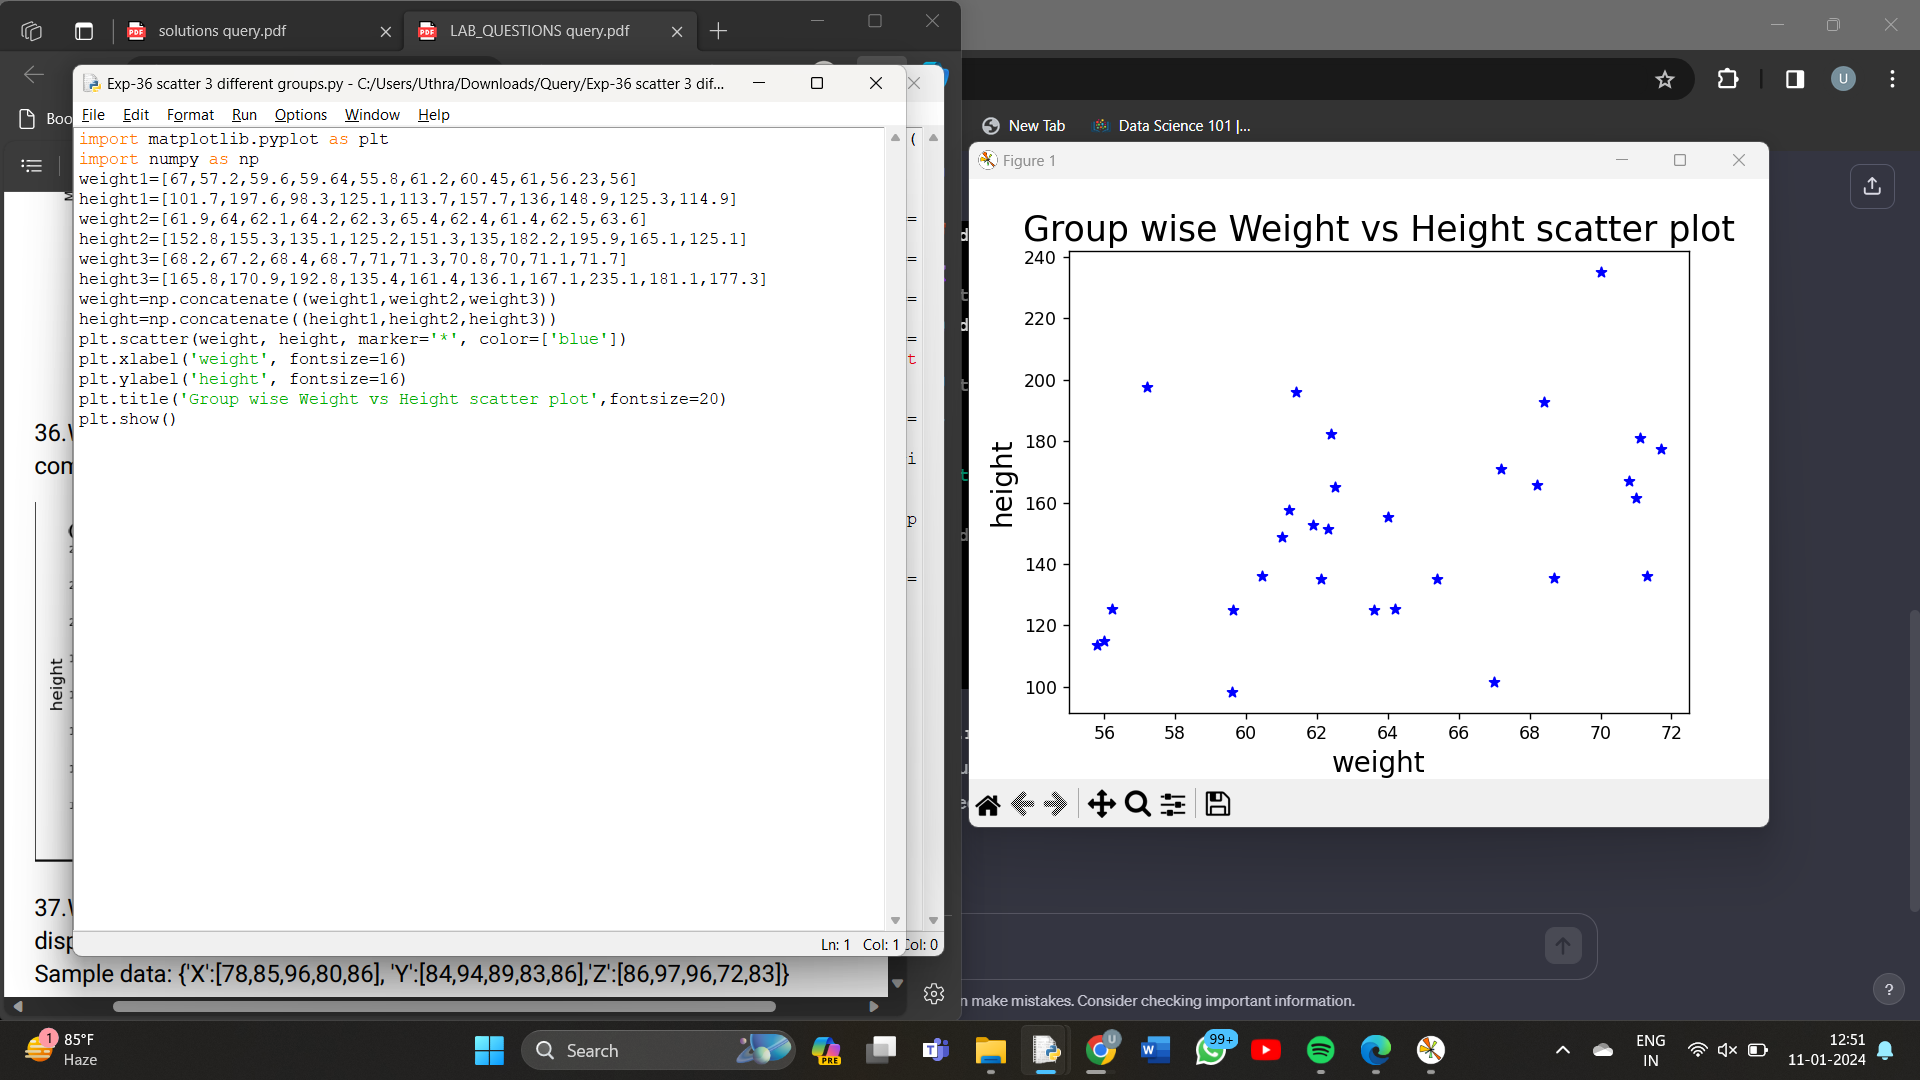 solutions query.pdf
LAB_QUESTIONS query.pdf
Exp-36 scatter 3 different groups.py - C:/Users/Uthra/Downloads/Query/Exp-36 scatter 3 dif...
File Edit Format Run Options Window Help
import matplotlib.pyplot as plt
import numpy as np
weight1=[67,57.2,59.6,59.64,55.8,61.2,60.45,61,56.23,56]
height1=[101.7,197.6,98.3,125.1,113.7,157.7,136,148.9,125.3,114.9]
weight2=[61.9,64,62.1,64.2,62.3,65.4,62.4,61.4,62.5,63.6]
height2=[152.8,155.3,135.1,125.2,151.3,135,182.2,195.9,165.1,125.1]
weight3=[68.2,67.2,68.4,68.7,71,71.3,70.8,70,71.1,71.7]
height3=[165.8,170.9,192.8,135.4,161.4,136.1,167.1,235.1,181.1,177.3]
weight=np.concatenate((weight1,weight2,weight3))
height=np.concatenate((height1,height2,height3))
plt.scatter(weight, height, marker='*', color=['blue'])
plt.xlabel('weight', fontsize=16)
plt.ylabel('height', fontsize=16)
plt.title('Group wise Weight vs Height scatter plot',fontsize=20)
plt.show()
Ln: 1 Col: 1
Col: 0
36.
height
37.
Sample data: {'X':[78,85,96,80,86], 'Y':[84,94,89,83,86],'Z':[86,97,96,72,83]}
U
New Tab
Data Science 101 |...
Figure 1
Group wise Weight vs Height scatter plot
240
220
200
180
160
140
120
100
height
56 58 60 62 64 66 68 70 72
weight
n make mistakes. Consider checking important information.
?
1
85°F
Haze
Search
PRE
U
99+
ENG
IN
12:51
11-01-2024